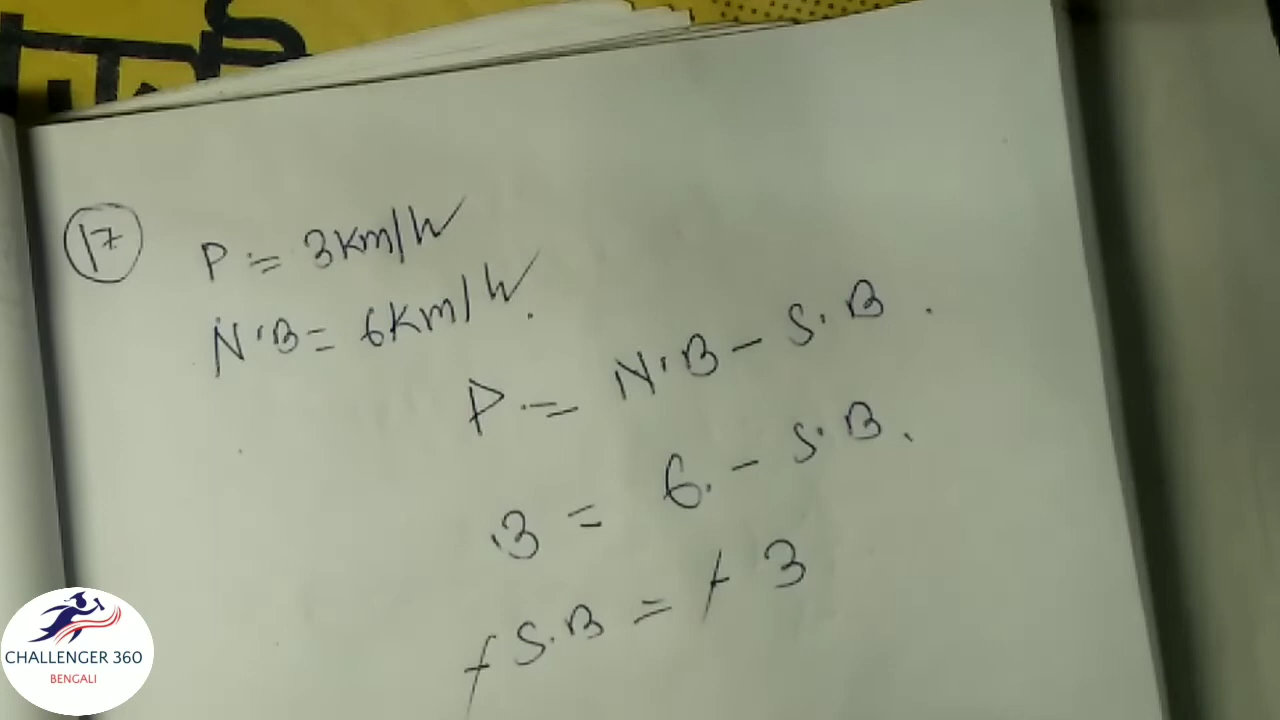 17
P = 3km/h
N.B = 6km/h.
P = N.B - S.B.
3 = 6 - S.B.
+ S.B = + 3
CHALLENGER 360
BENGALI